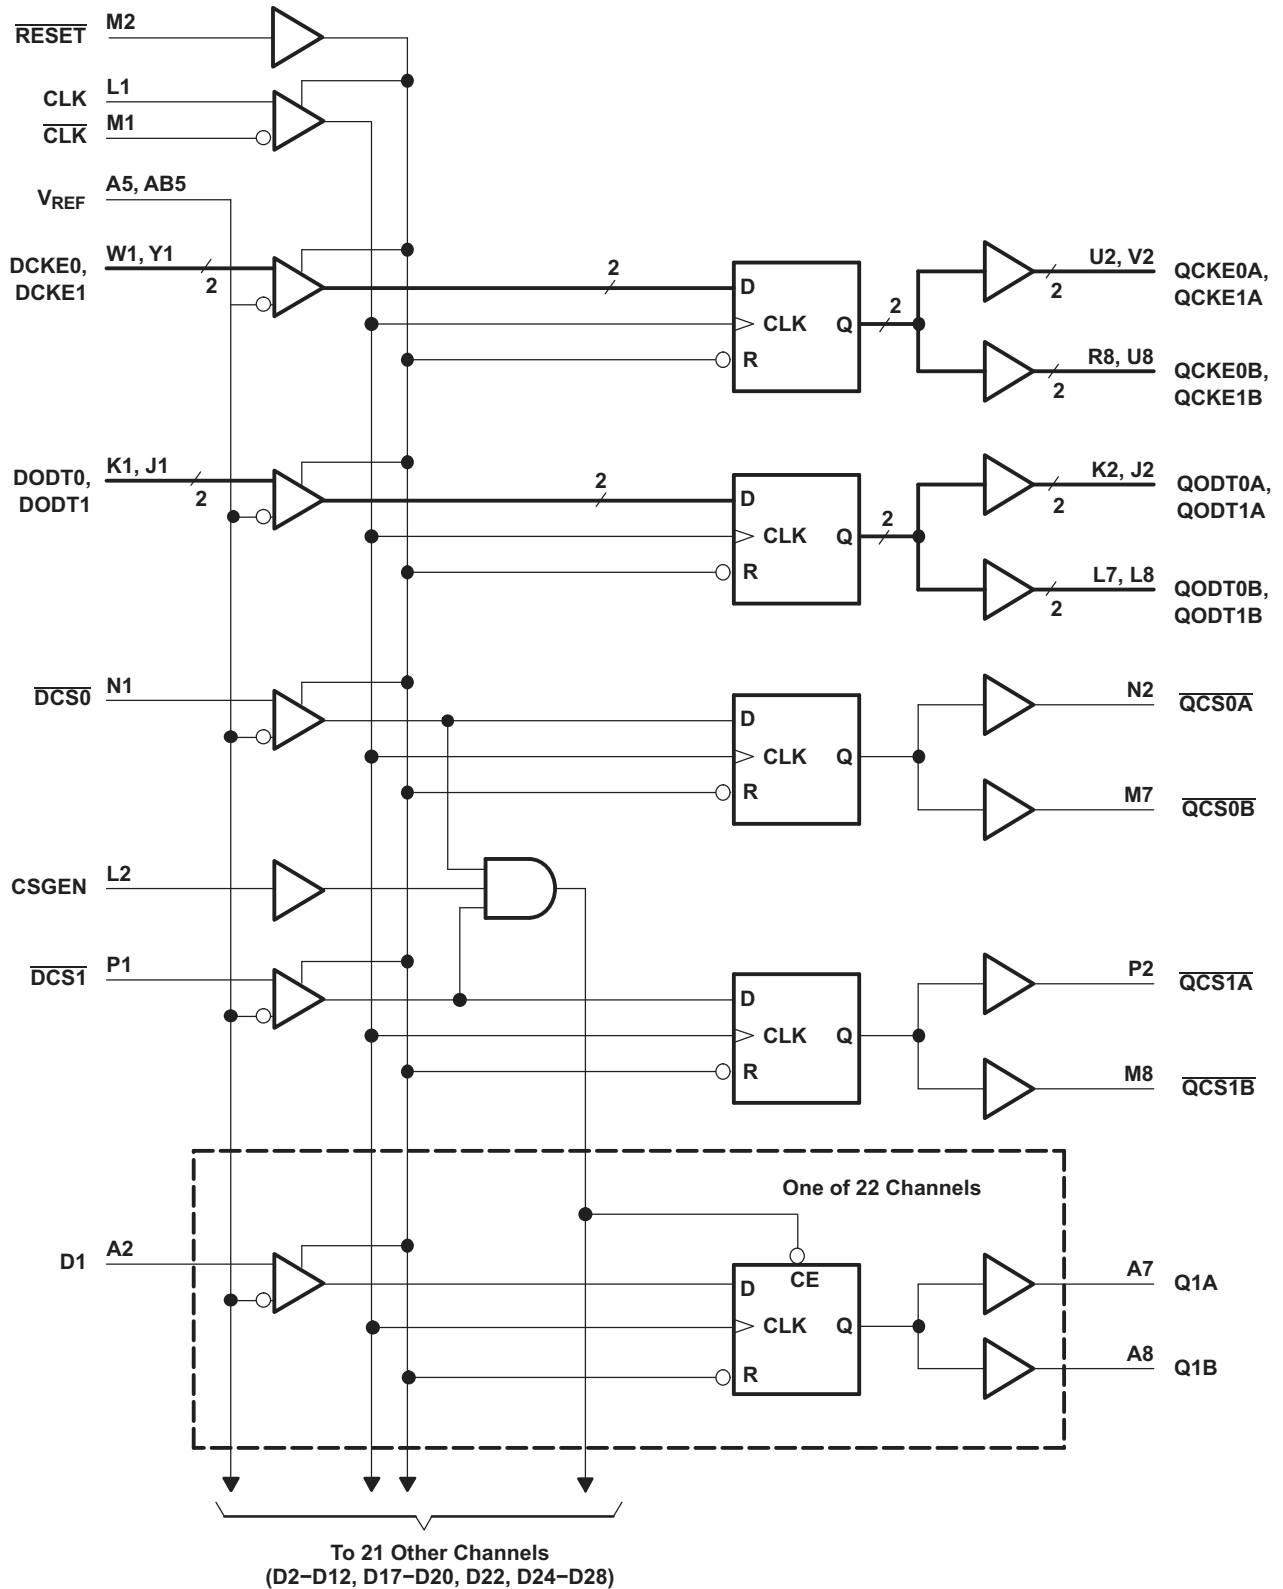 RESET M2
CLK L1
CLK M1
VREF A5, AB5
DCKE0, W1, Y1
DCKE1
2
2
D
CLK Q
R
2
U2, V2
2
QCKE0A,
QCKE1A
R8, U8
2
QCKE0B,
QCKE1B
DODT0, K1, J1
DODT1
2
2
D
CLK Q
R
2
K2, J2
2
QODT0A,
QODT1A
L7, L8
2
QODT0B,
QODT1B
DCS0 N1
D
CLK Q
R
N2 QCS0A
M7 QCS0B
CSGEN L2
DCS1 P1
D
CLK Q
R
P2 QCS1A
M8 QCS1B
One of 22 Channels
D1 A2
CE
D
CLK Q
R
A7 Q1A
A8 Q1B
To 21 Other Channels
(D2−D12, D17−D20, D22, D24−D28)